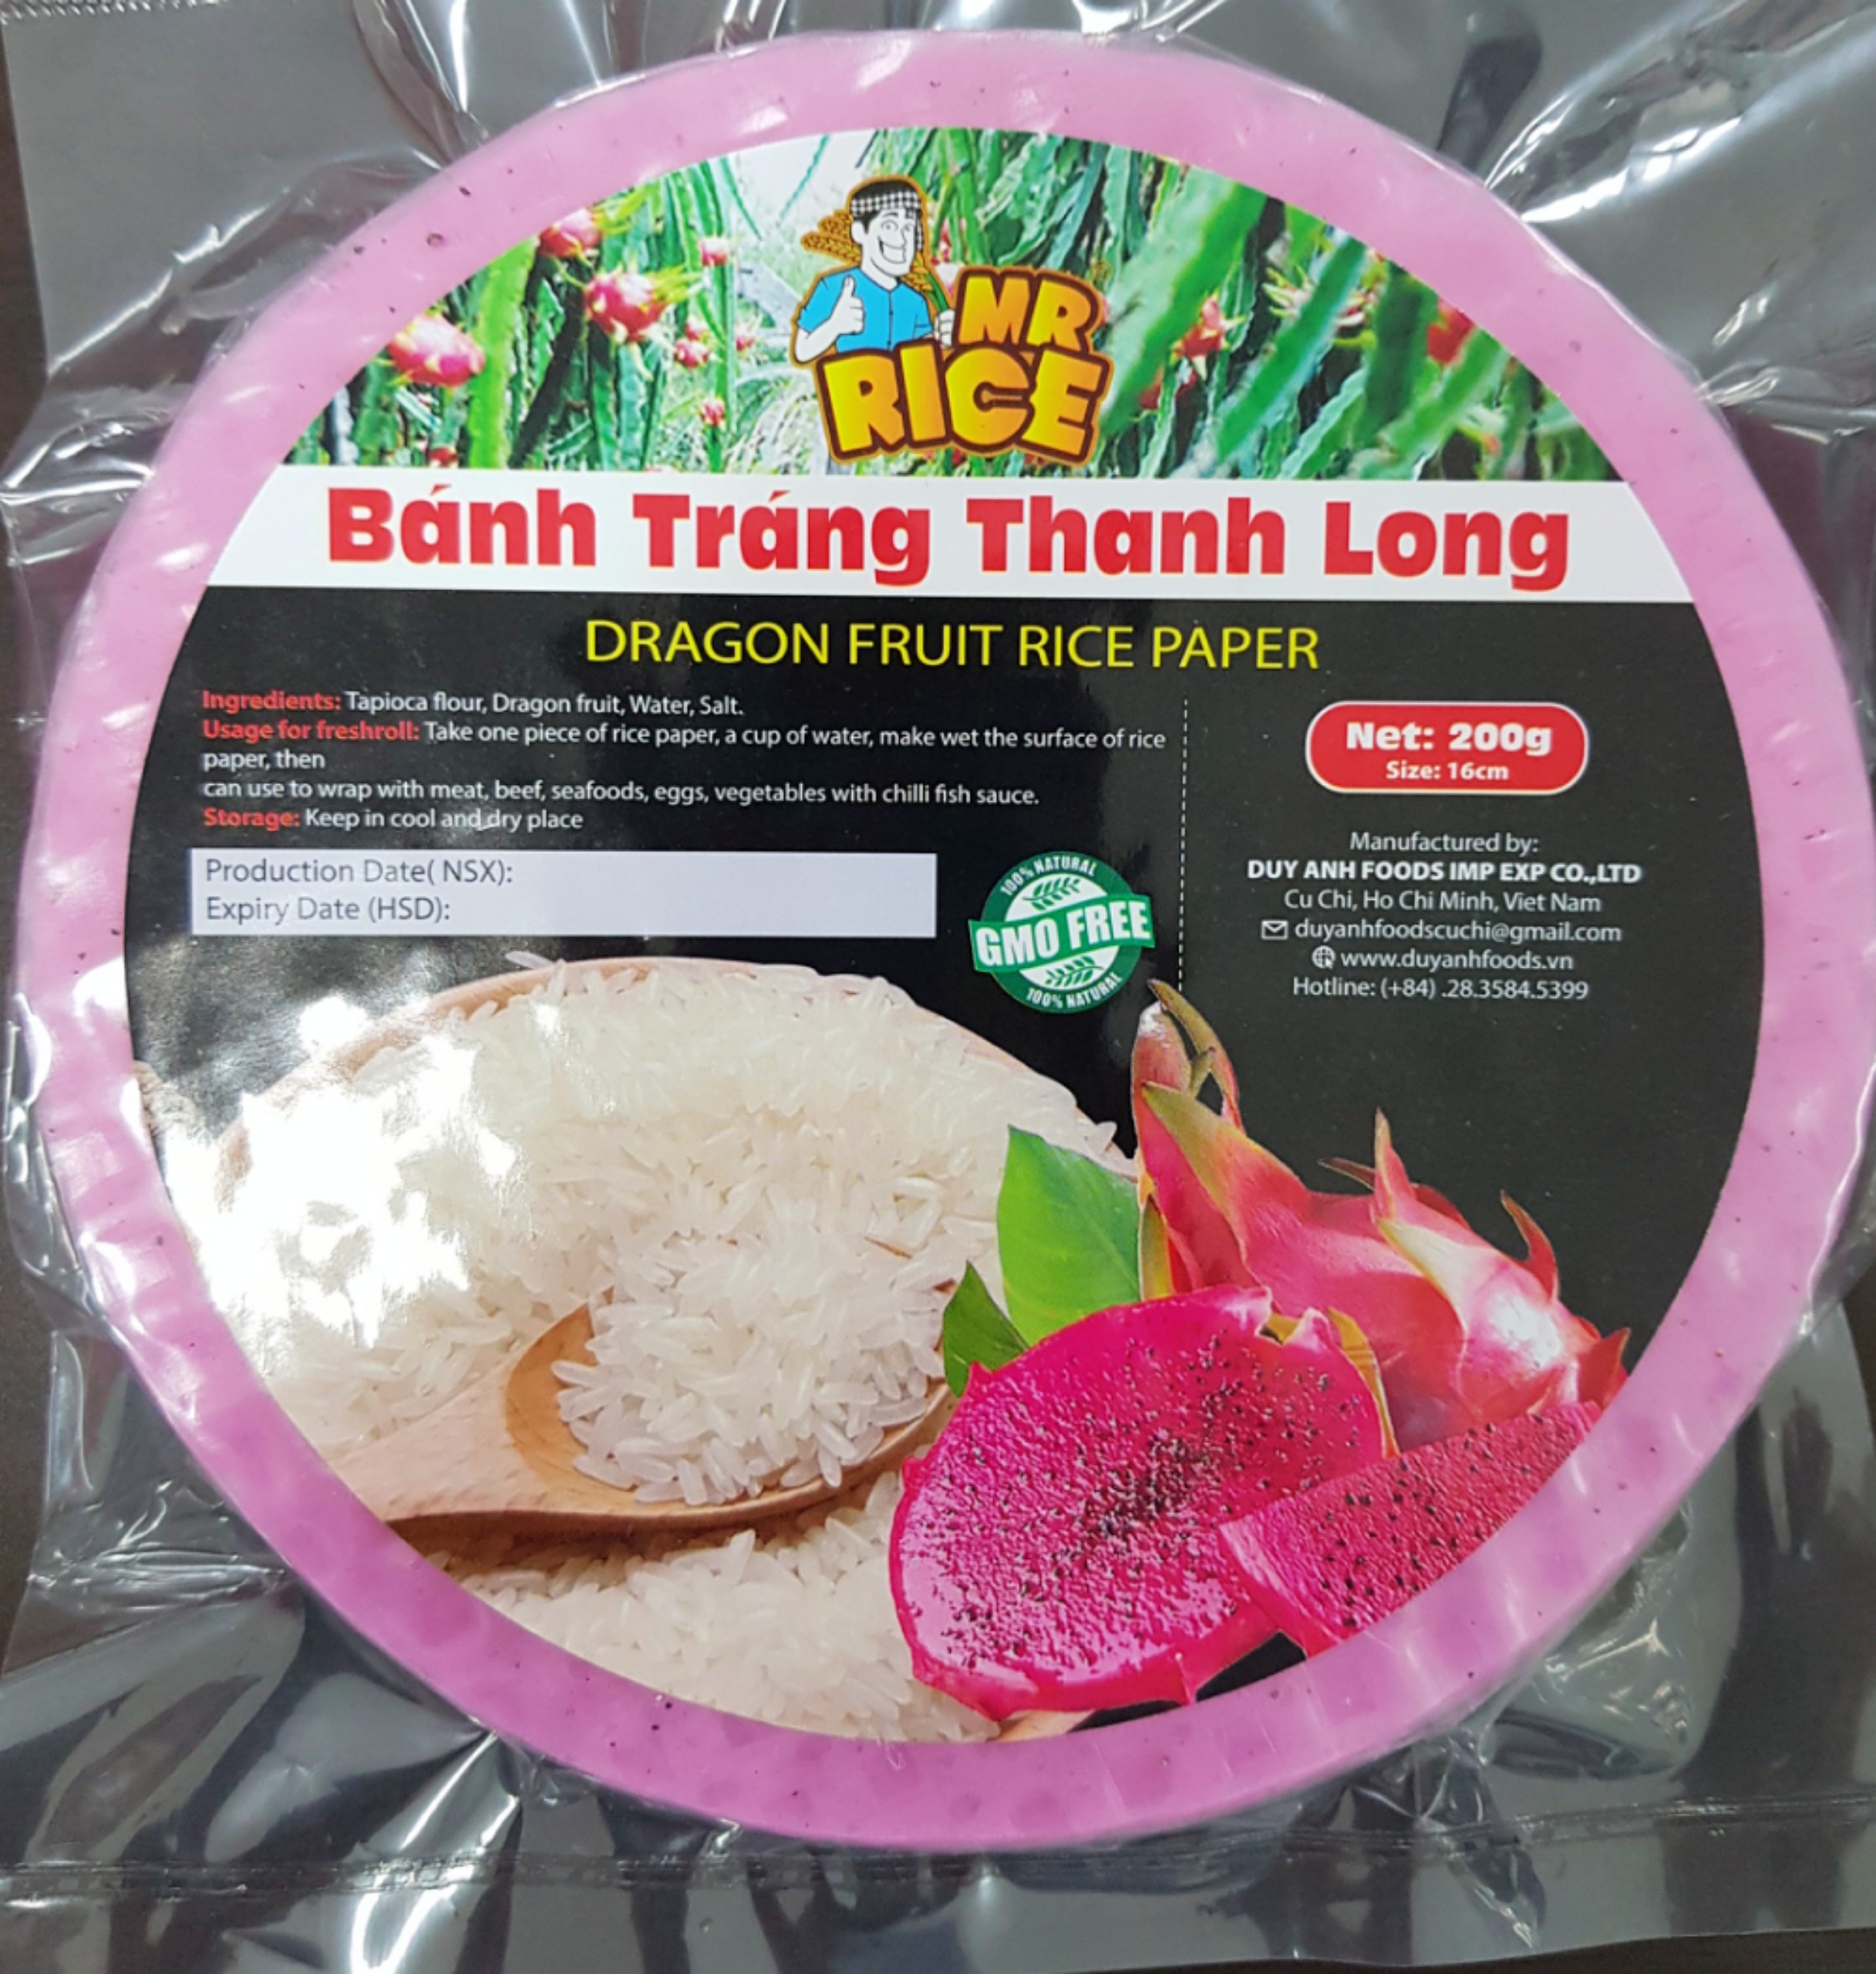 MR
RICE
Bánh Tráng Thanh Long
DRAGON FRUIT RICE PAPER
Ingredients: Tapioca flour, Dragon fruit, Water, Salt.
Usage for freshroll: Take one piece of rice paper, a cup of water, make wet the surface of rice
paper, then
can use to wrap with meat, beef, seafoods, eggs, vegetables with chilli fish sauce.
Storage: Keep in cool and dry place
Production Date( NSX):
Expiry Date (HSD):
100% NATURAL
GMO FREE
100% NATURAL
Net: 200g
Size: 16cm
Manufactured by:
DUY ANH FOODS IMP EXP CO.,LTD
Cu Chi, Ho Chi Minh, Viet Nam
duyanhfoodscuchi@gmail.com
www.duyanhfoods.vn
Hotline: (+84) .28.3584.5399